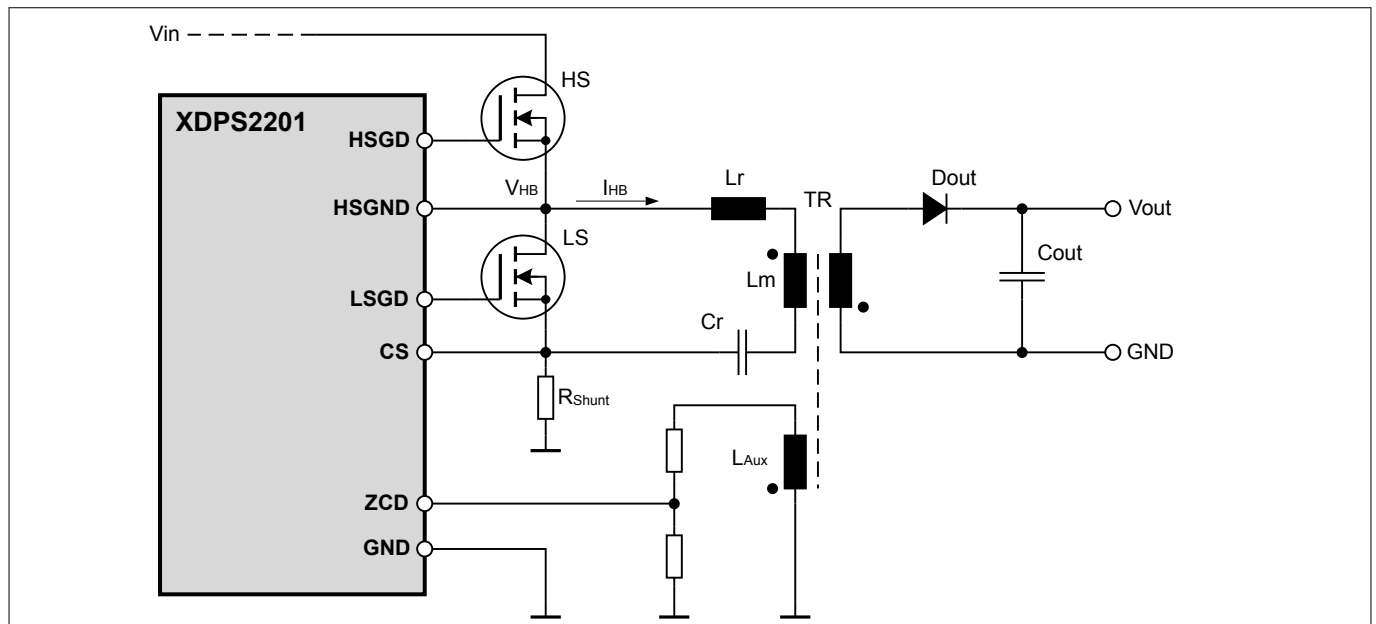 Vin
HS
XDPS2201
HSGD
Lr
Dout
VHB
IHB
TR
HSGND
Vout
LS
Cout
Lm
LSGD
Cr
CS
GND
RShunt
LAux
ZCD
GND